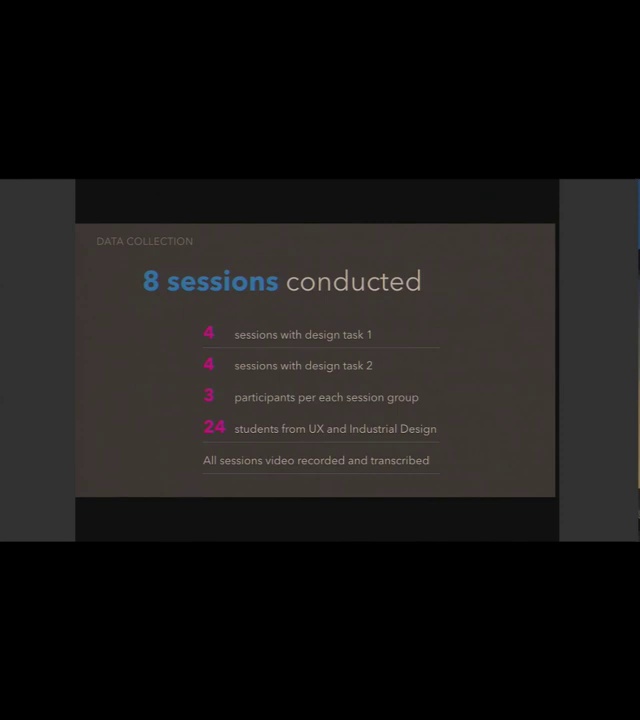 DATA COLLECTION
8 sessions conducted
4 sessions with design task 1
4 sessions with design task 2
3 participants per each session group
24 students from UX and Industrial Design
All sessions video recorded and transcribed